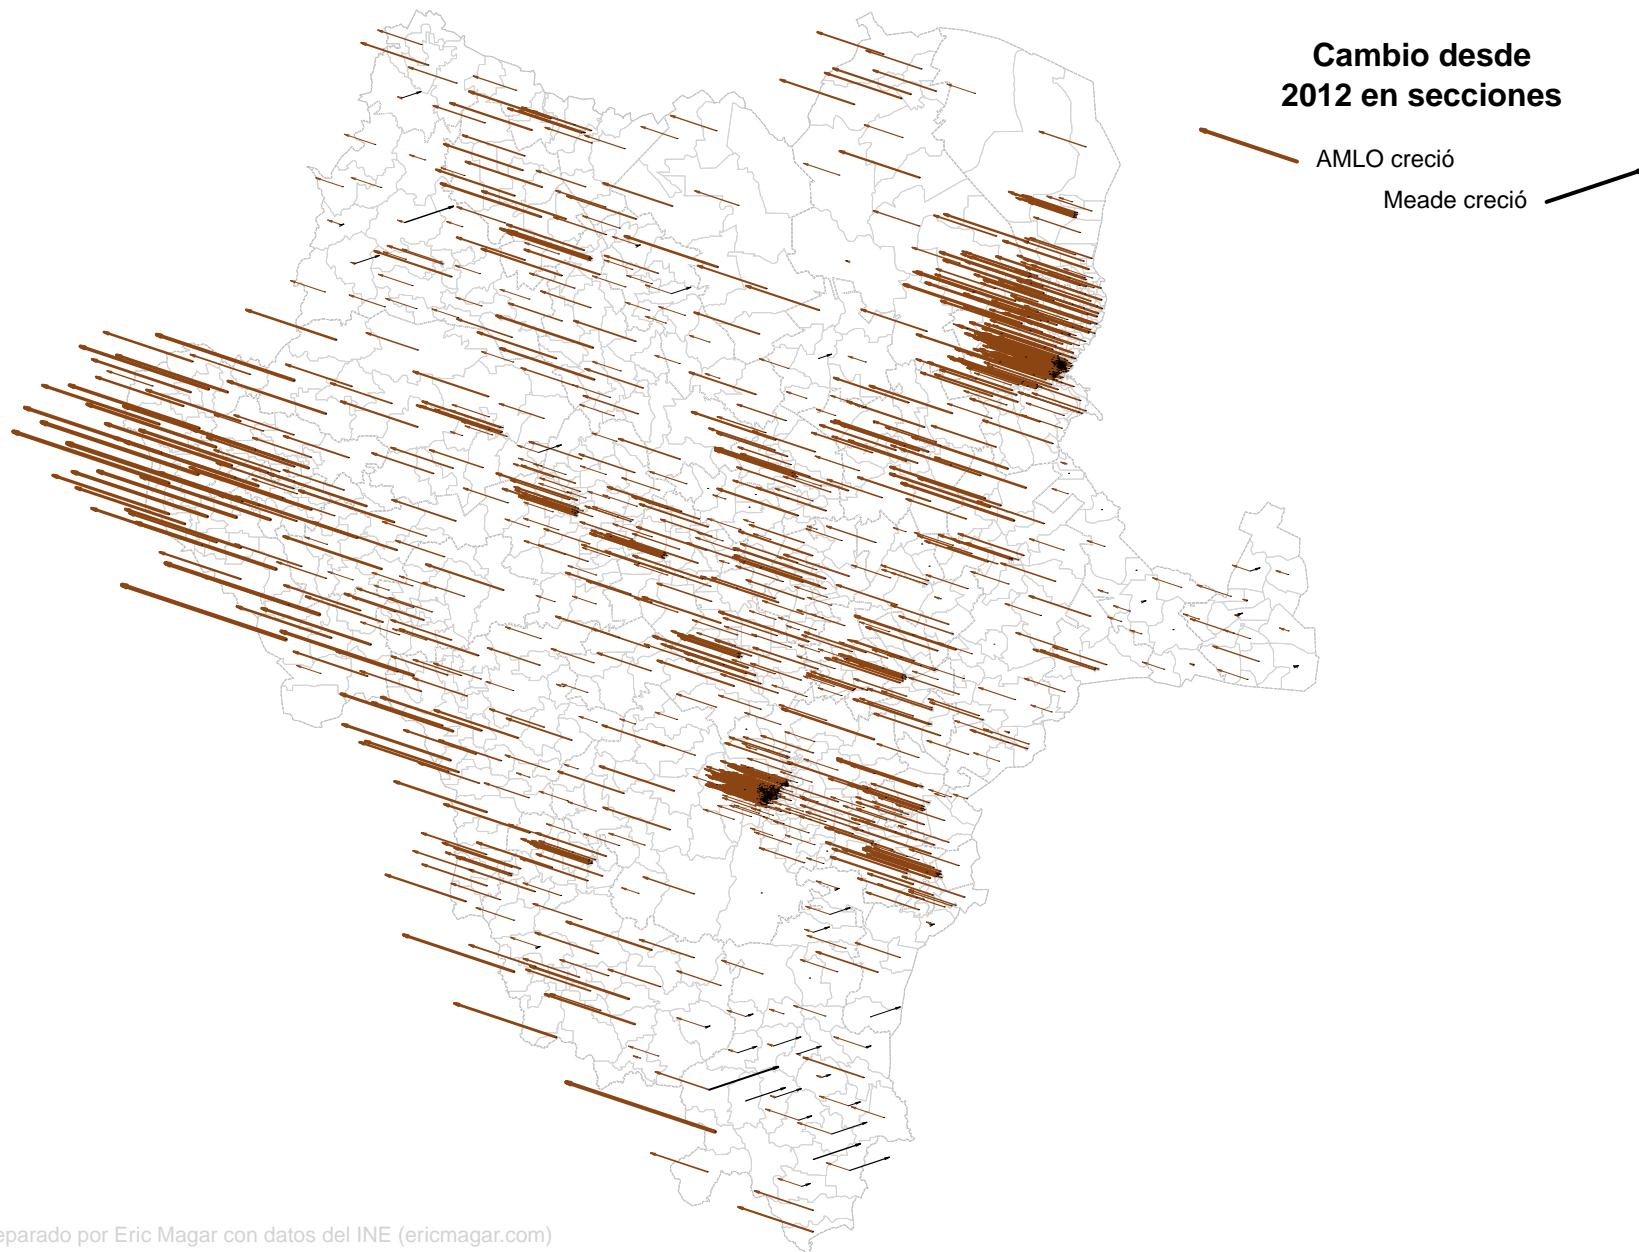 Cambio desde
2012 en secciones
AMLO creció
Meade creció
eparado por Eric Magar con datos del INE (ericmagar.com)